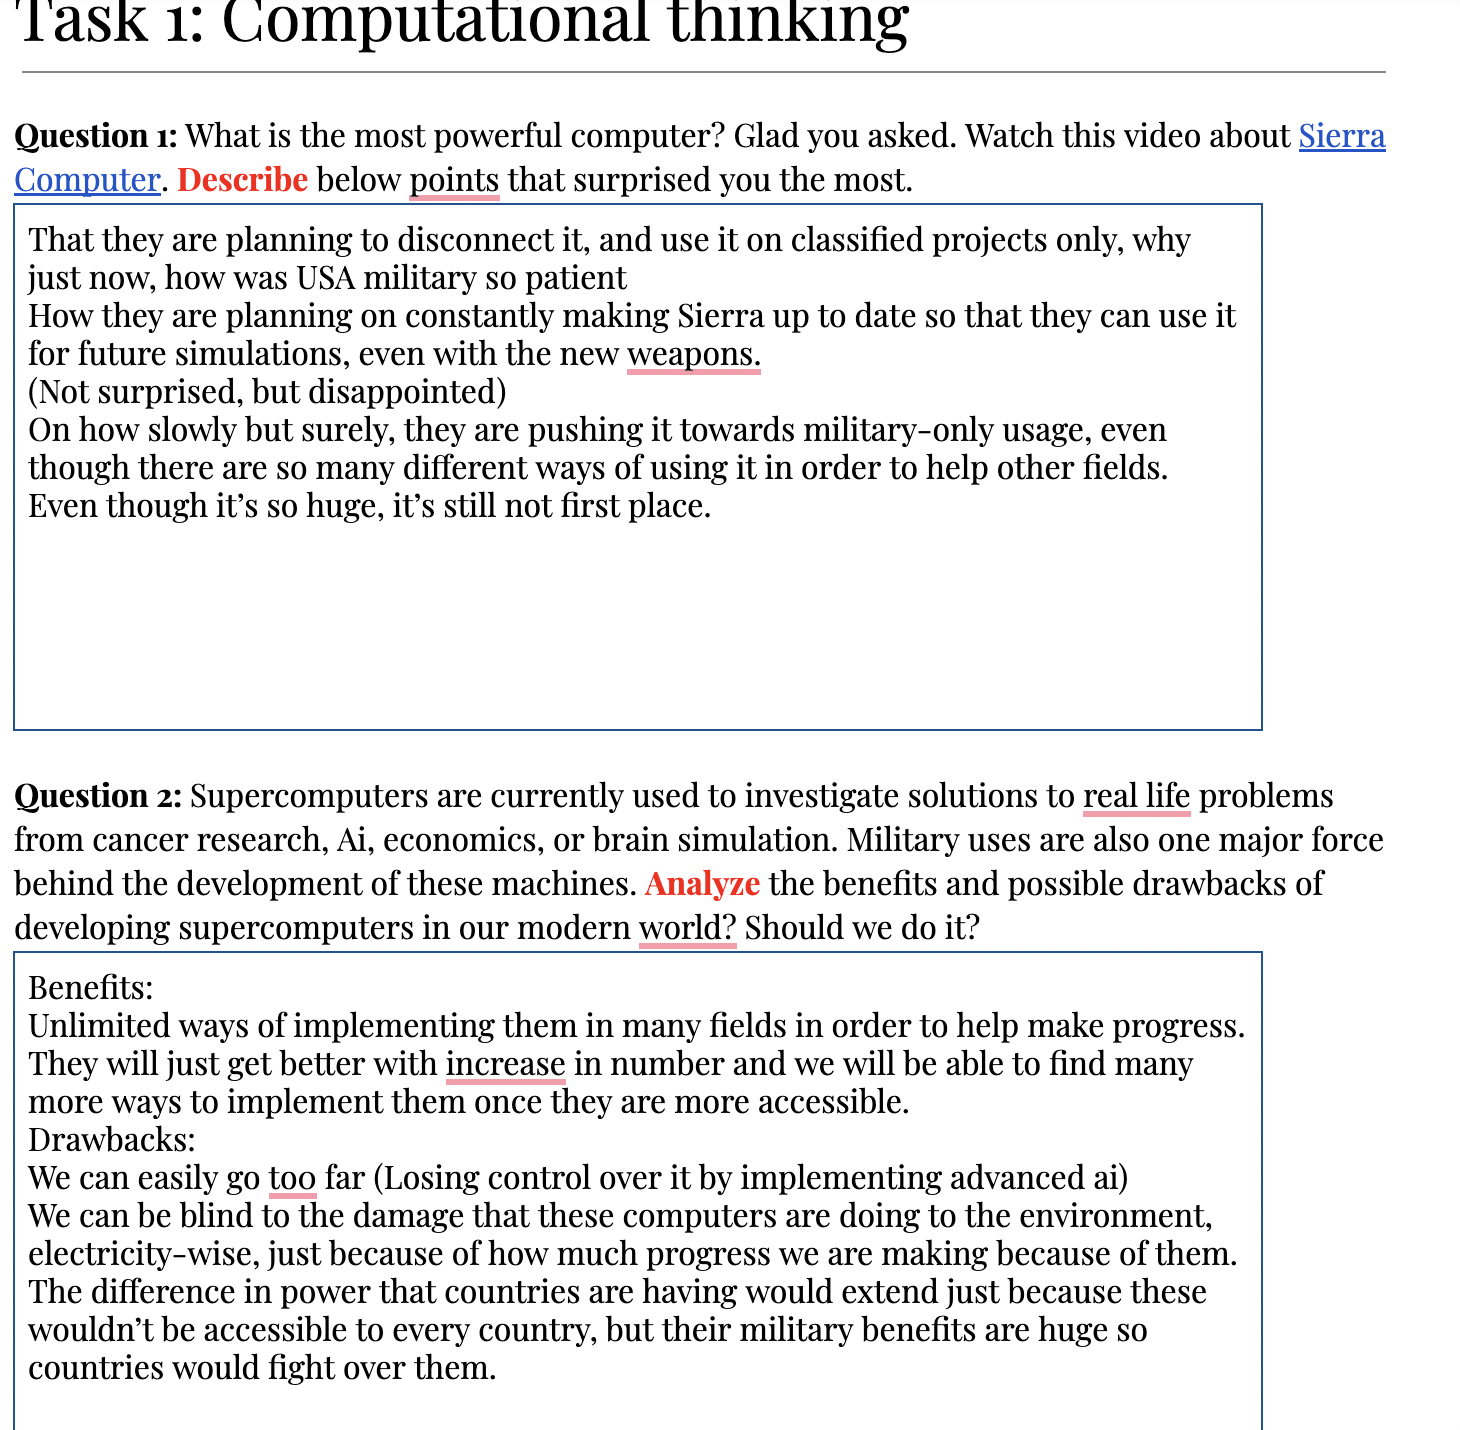 Task 1: Computational thinking
Question 1: What is the most powerful computer? Glad you asked. Watch this video about Sierra
Computer. Describe below points that surprised you the most.
That they are planning to disconnect it, and use it on classified projects only, why
just now, how was USA military so patient
How they are planning on constantly making Sierra up to date so that they can use it
for future simulations, even with the new weapons.
(Not surprised, but disappointed)
On how slowly but surely, they are pushing it towards military-only usage, even
though there are so many different ways of using it in order to help other fields.
Even though it’s so huge, it’s still not first place.
Question 2: Supercomputers are currently used to investigate solutions to real life problems
from cancer research, Ai, economics, or brain simulation. Military uses are also one major force
behind the development of these machines. Analyze the benefits and possible drawbacks of
developing supercomputers in our modern world? Should we do it?
Benefits:
Unlimited ways of implementing them in many fields in order to help make progress.
They will just get better with increase in number and we will be able to find many
more ways to implement them once they are more accessible.
Drawbacks:
We can easily go too far (Losing control over it by implementing advanced ai)
We can be blind to the damage that these computers are doing to the environment,
electricity-wise, just because of how much progress we are making because of them.
The difference in power that countries are having would extend just because these
wouldn’t be accessible to every country, but their military benefits are huge so
countries would fight over them.